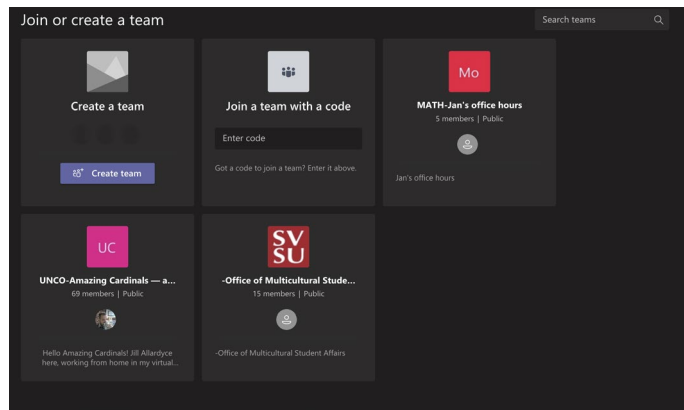 Join or create a team
Search teams
Create a team
Create team
Join a team with a code
Enter code
Got a code to join a team? Enter it above.
Mo
MATH-Jan's office hours
5 members | Public
Jan's office hours
UC
UNCO-Amazing Cardinals — a...
69 members | Public
Hello Amazing Cardinals! Jill Allardyce
here, working from home in my virtual...
SV
SU
-Office of Multicultural Stude...
15 members | Public
-Office of Multicultural Student Affairs